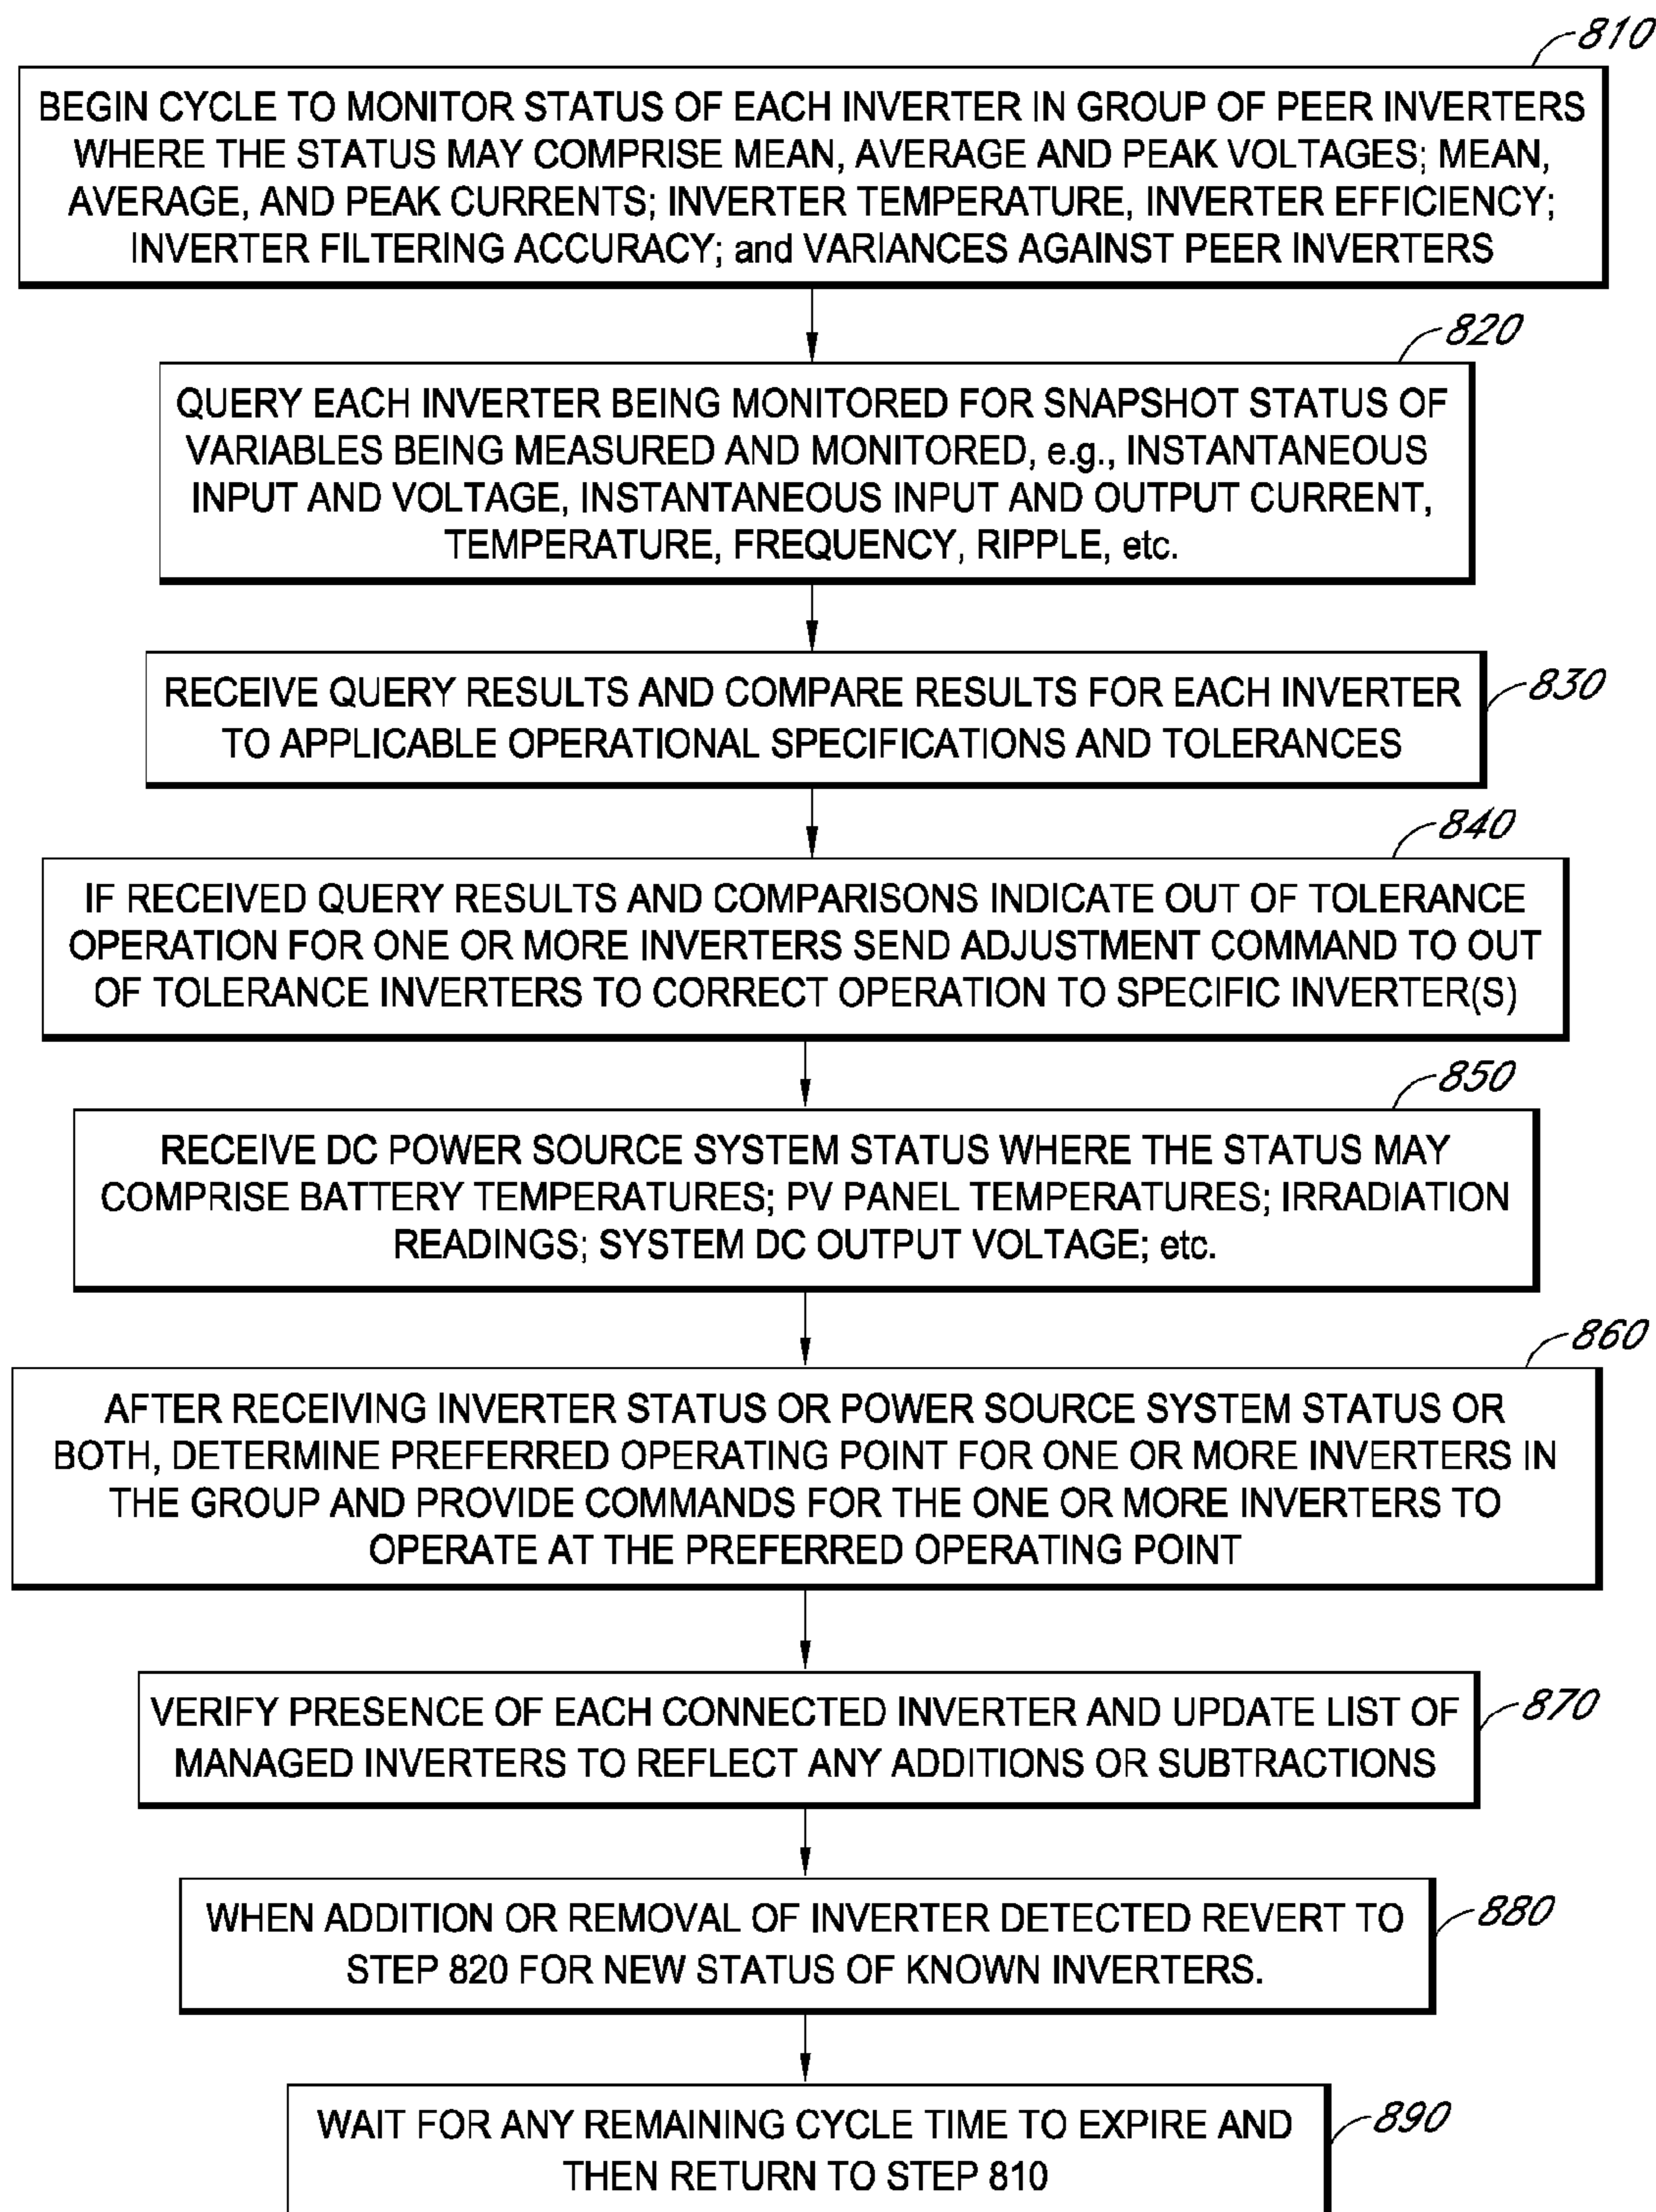 810
BEGIN CYCLE TO MONITOR STATUS OF EACH INVERTER IN GROUP OF PEER INVERTERS
WHERE THE STATUS MAY COMPRISE MEAN, AVERAGE AND PEAK VOLTAGES; MEAN,
AVERAGE, AND PEAK CURRENTS; INVERTER TEMPERATURE, INVERTER EFFICIENCY;
INVERTER FILTERING ACCURACY; and VARIANCES AGAINST PEER INVERTERS
820
QUERY EACH INVERTER BEING MONITORED FOR SNAPSHOT STATUS OF
VARIABLES BEING MEASURED AND MONITORED, e.g., INSTANTANEOUS
INPUT AND VOLTAGE, INSTANTANEOUS INPUT AND OUTPUT CURRENT,
TEMPERATURE, FREQUENCY, RIPPLE, etc.
830
RECEIVE QUERY RESULTS AND COMPARE RESULTS FOR EACH INVERTER
TO APPLICABLE OPERATIONAL SPECIFICATIONS AND TOLERANCES
840
IF RECEIVED QUERY RESULTS AND COMPARISONS INDICATE OUT OF TOLERANCE
OPERATION FOR ONE OR MORE INVERTERS SEND ADJUSTMENT COMMAND TO OUT
OF TOLERANCE INVERTERS TO CORRECT OPERATION TO SPECIFIC INVERTER(S)
850
RECEIVE DC POWER SOURCE SYSTEM STATUS WHERE THE STATUS MAY
COMPRISE BATTERY TEMPERATURES; PV PANEL TEMPERATURES; IRRADIATION
READINGS; SYSTEM DC OUTPUT VOLTAGE; etc.
860
AFTER RECEIVING INVERTER STATUS OR POWER SOURCE SYSTEM STATUS OR
BOTH, DETERMINE PREFERRED OPERATING POINT FOR ONE OR MORE INVERTERS IN
THE GROUP AND PROVIDE COMMANDS FOR THE ONE OR MORE INVERTERS TO
OPERATE AT THE PREFERRED OPERATING POINT
870
VERIFY PRESENCE OF EACH CONNECTED INVERTER AND UPDATE LIST OF
MANAGED INVERTERS TO REFLECT ANY ADDITIONS OR SUBTRACTIONS
880
WHEN ADDITION OR REMOVAL OF INVERTER DETECTED REVERT TO
STEP 820 FOR NEW STATUS OF KNOWN INVERTERS.
890
WAIT FOR ANY REMAINING CYCLE TIME TO EXPIRE AND
THEN RETURN TO STEP 810